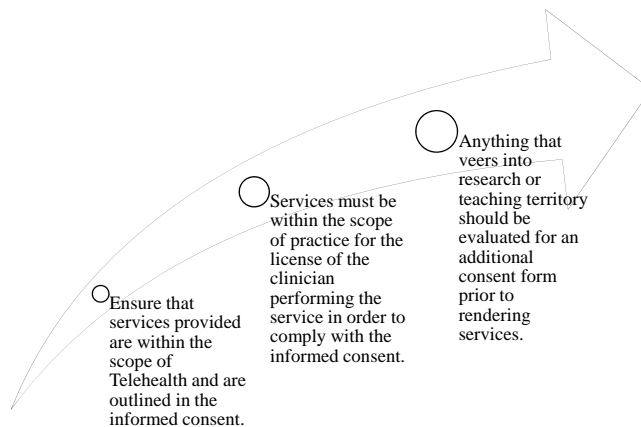 Ensure that
services provided
are within the
scope of
Telehealth and are
outlined in the
informed consent.
Services must be
within the scope
of practice for the
license of the
clinician
performing the
service in order to
comply with the
informed consent.
Anything that
veers into
research or
teaching territory
should be
evaluated for an
additional
consent form
prior to
rendering
services.